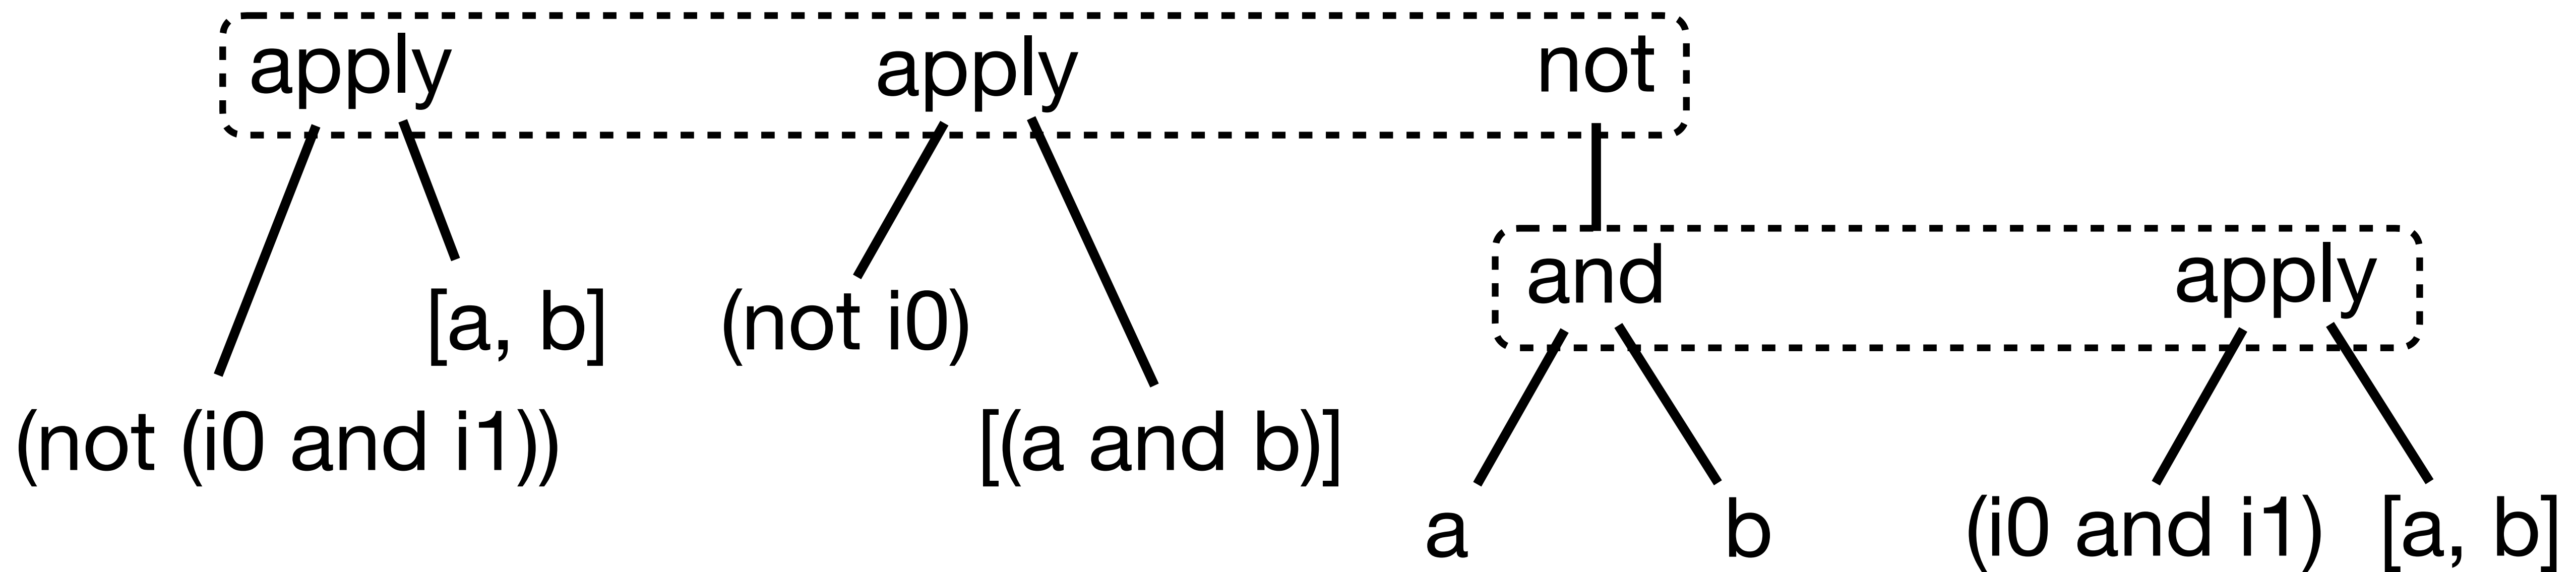 apply apply not
and apply
[a, b] (not i0)
(not (i0 and i1)) [(a and b)]
a b (i0 and i1) [a, b]